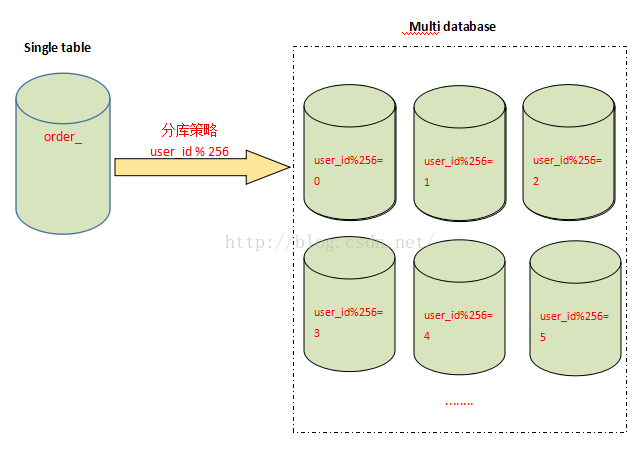 Single table
Multi database
order_
分库策略
user_id % 256
user_id%256=
0
user_id%256=
1
user_id%256=
2
http://blog.csdn.net/
user_id%256=
3
user_id%256=
4
user_id%256=
5
........